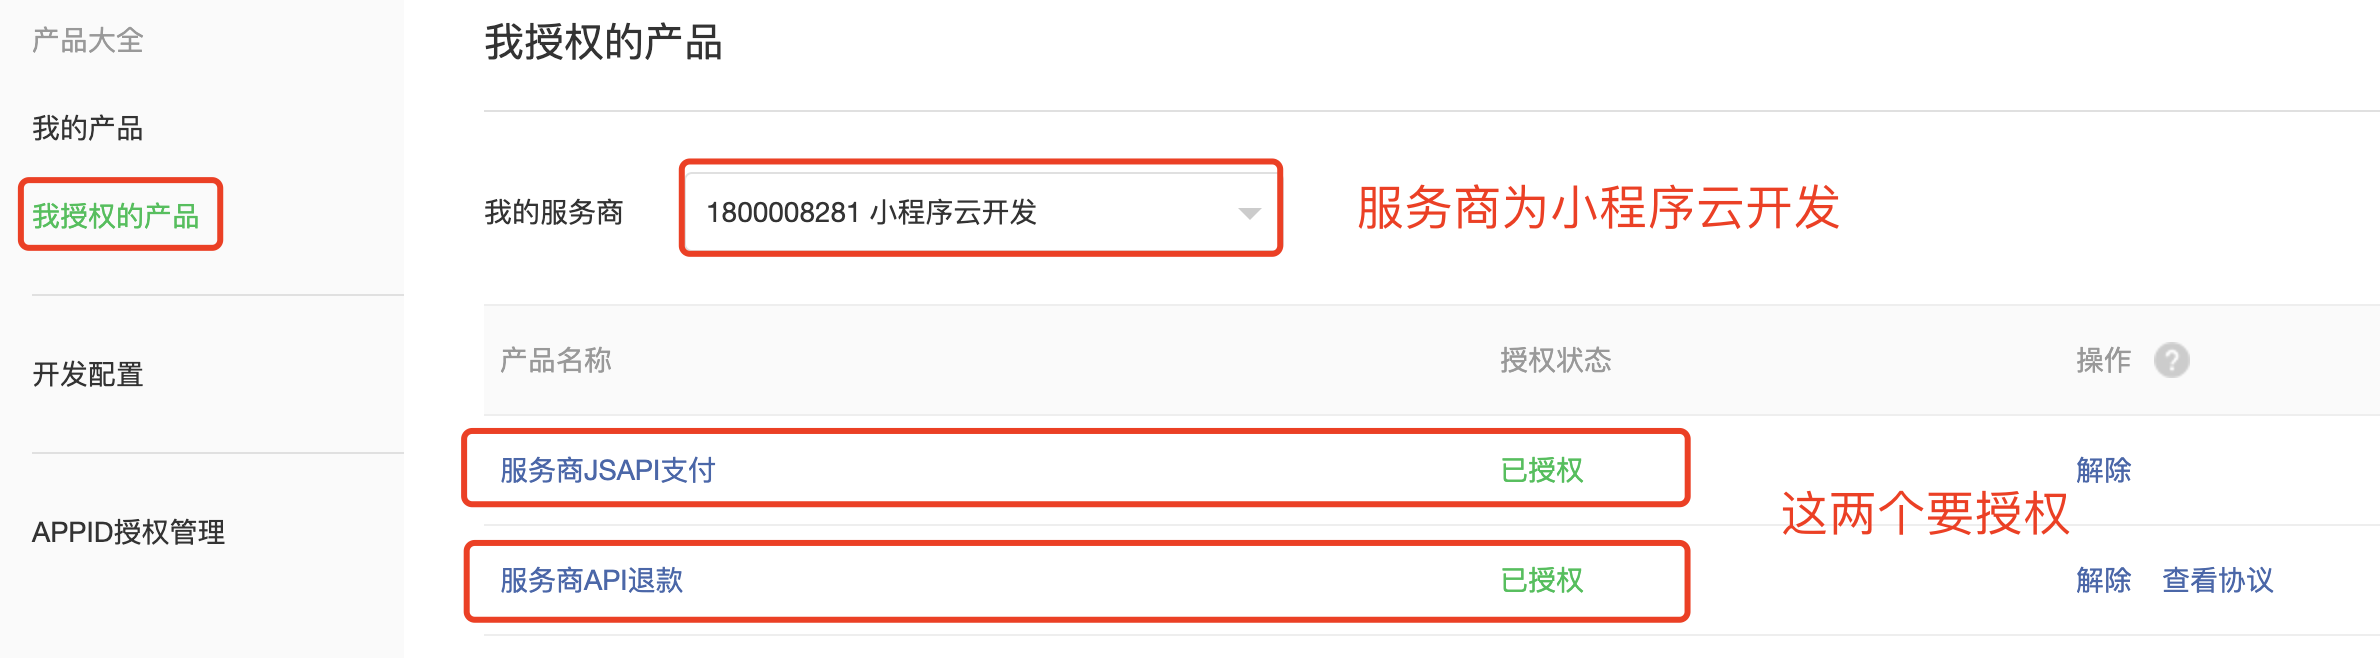 产品大全
我的产品
我授权的产品
开发配置
APPID授权管理
我授权的产品
我的服务商 1800008281 小程序云开发 服务商为小程序云开发
产品名称 授权状态 操作 ?
服务商JSAPI支付 已授权 解除
这两个要授权
服务商API退款 已授权 解除 查看协议